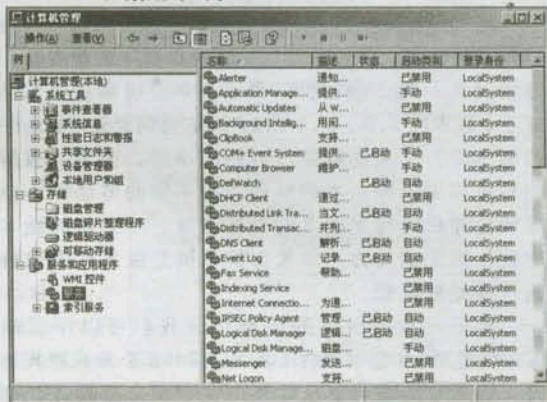 计算机管理
操作(A) 查看(V)
树
计算机管理(本地)
系统工具
事件查看器
系统信息
性能日志和警报
共享文件夹
设备管理器
本地用户和组
存储
磁盘管理
磁盘碎片整理程序
逻辑驱动器
可移动存储
服务和应用程序
WMI 控件
服务
索引服务
名称 描述 状态 启动类别 登录身份
Alerter 通知... 已禁用 LocalSystem
Application Manage... 提供... 手动 LocalSystem
Automatic Updates 从 W... 已禁用 LocalSystem
Background Intellig... 用闲... 手动 LocalSystem
ClipBook 支持... 已禁用 LocalSystem
COM+ Event System 提供... 已启动 手动 LocalSystem
Computer Browser 维护... 手动 LocalSystem
DefWatch 已启动 自动 LocalSystem
DHCP Client 通过... 已禁用 LocalSystem
Distributed Link Tra... 当文... 已启动 自动 LocalSystem
Distributed Transac... 并列... 手动 LocalSystem
DNS Client 解析... 已启动 自动 LocalSystem
Event Log 记录... 已启动 自动 LocalSystem
Fax Service 帮助... 已禁用 LocalSystem
Indexing Service 已禁用 LocalSystem
Internet Connectio... 为通... 已禁用 LocalSystem
IPSEC Policy Agent 管理... 已启动 自动 LocalSystem
Logical Disk Manager 逻辑... 已启动 自动 LocalSystem
Logical Disk Manage... 磁盘... 手动 LocalSystem
Messenger 发送... 已禁用 LocalSystem
Net Logon 支持... 手动 LocalSystem